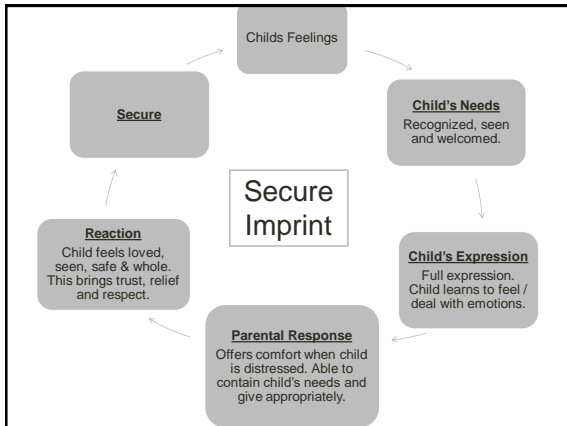 Childs Feelings
Child's Needs
Recognized, seen
and welcomed.
Child's Expression
Full expression.
Child learns to feel /
deal with emotions.
Parental Response
Offers comfort when child
is distressed. Able to
contain child's needs and
give appropriately.
Reaction
Child feels loved,
seen, safe & whole.
This brings trust, relief
and respect.
Secure
Secure
Imprint